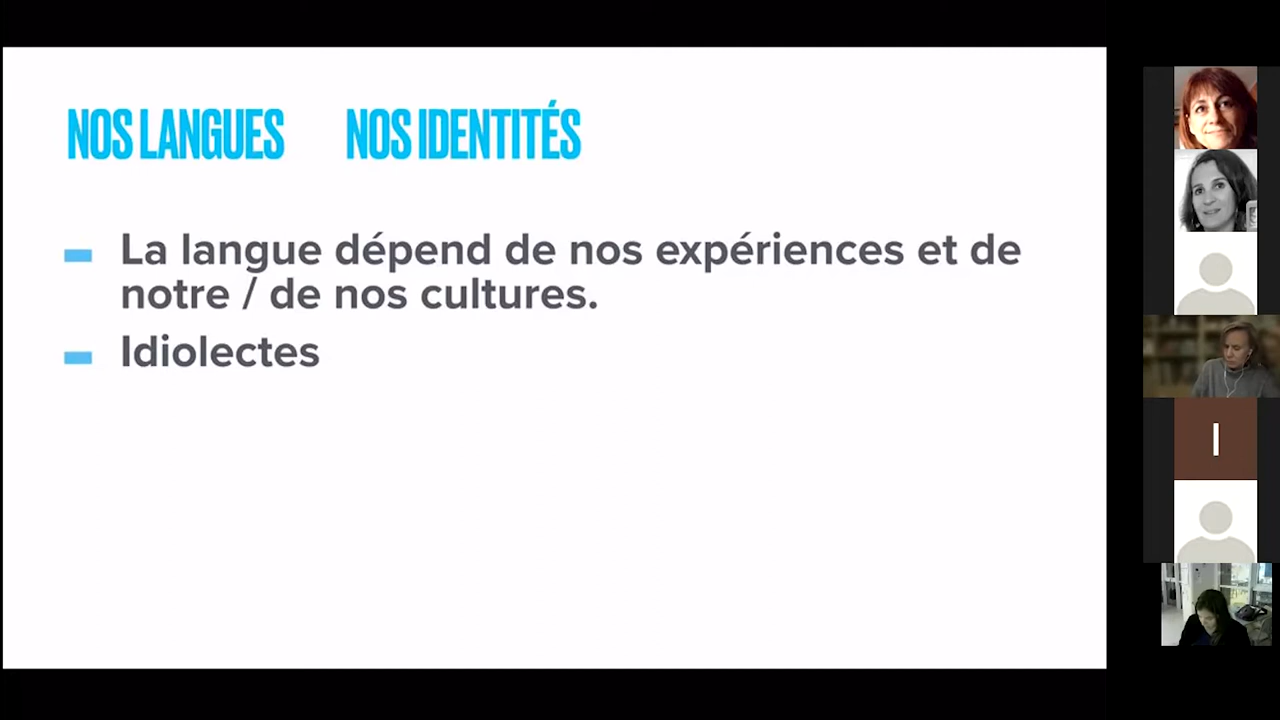 NOS LANGUES NOS IDENTITÉS
La langue dépend de nos expériences et de
notre / de nos cultures.
Idiolectes
I